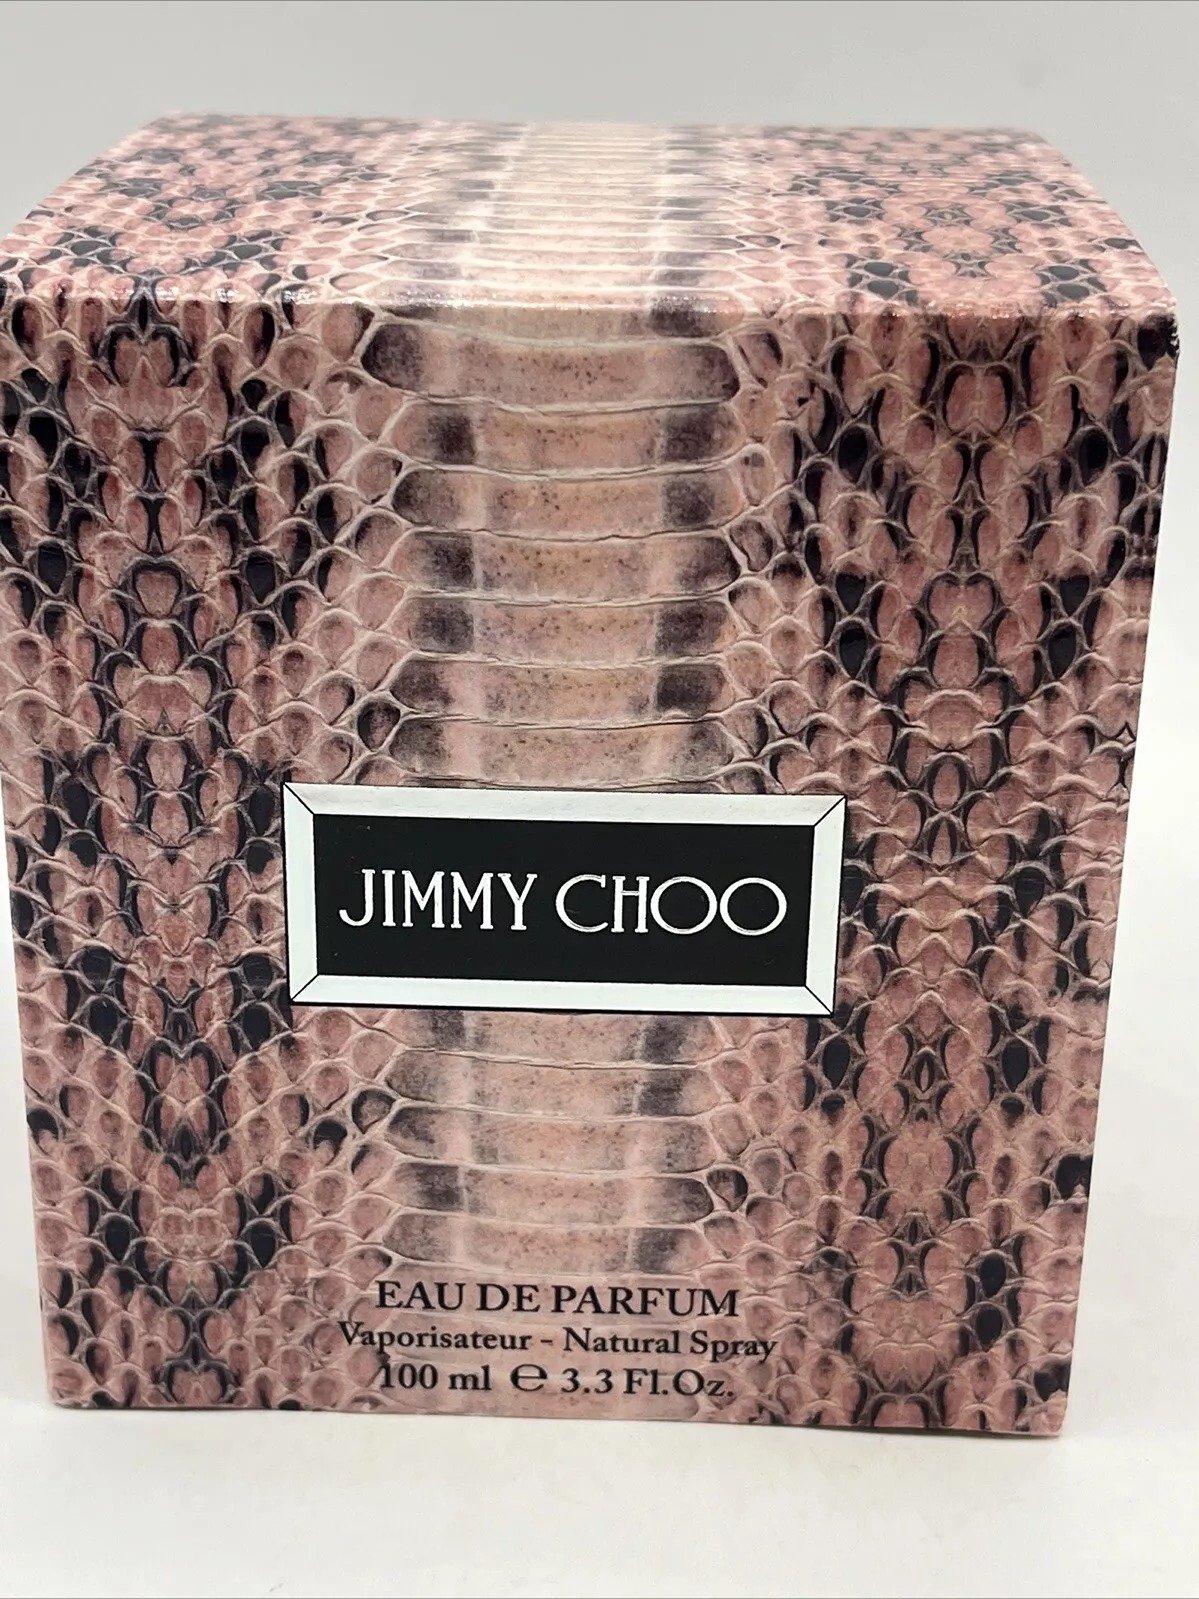 JIMMY CHOO
EAU DE PARFUM
Vaporisateur - Natural Spray
100 ml ℮ 3.3 Fl.Oz.